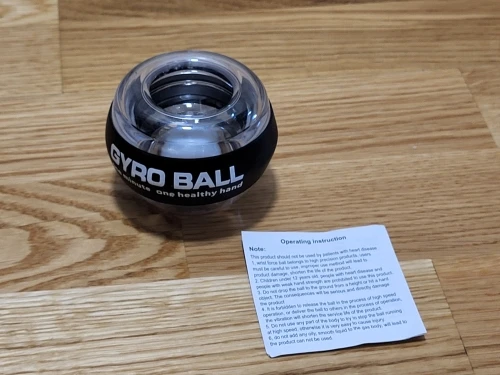 GYRO BALL
one healthy hand
Operating Instruction
Note:
This product should not be used by patients with heart disease
1. wrist force ball belongs to high precision products, users
must be careful to use, improper use method will lead to
product damage, shorten the life of the product.
2. Children under 12 years old, people with heart disease and
people with weak hand strength are prohibited to use this product.
3. Do not drop the ball to the ground from a height or hit a hard
object. The consequences will be serious and directly damage
the product.
4. It is forbidden to release the ball in the process of high speed
operation, or deliver the ball to others in the process of operation,
the vibration will shorten the service life of the product.
5. Do not use any part of the body to try to stop the ball running
at high speed, otherwise it is very easy to cause injury.
6. do not add any oily, smooth liquid to the gyro body, will lead to
the product can not be used.